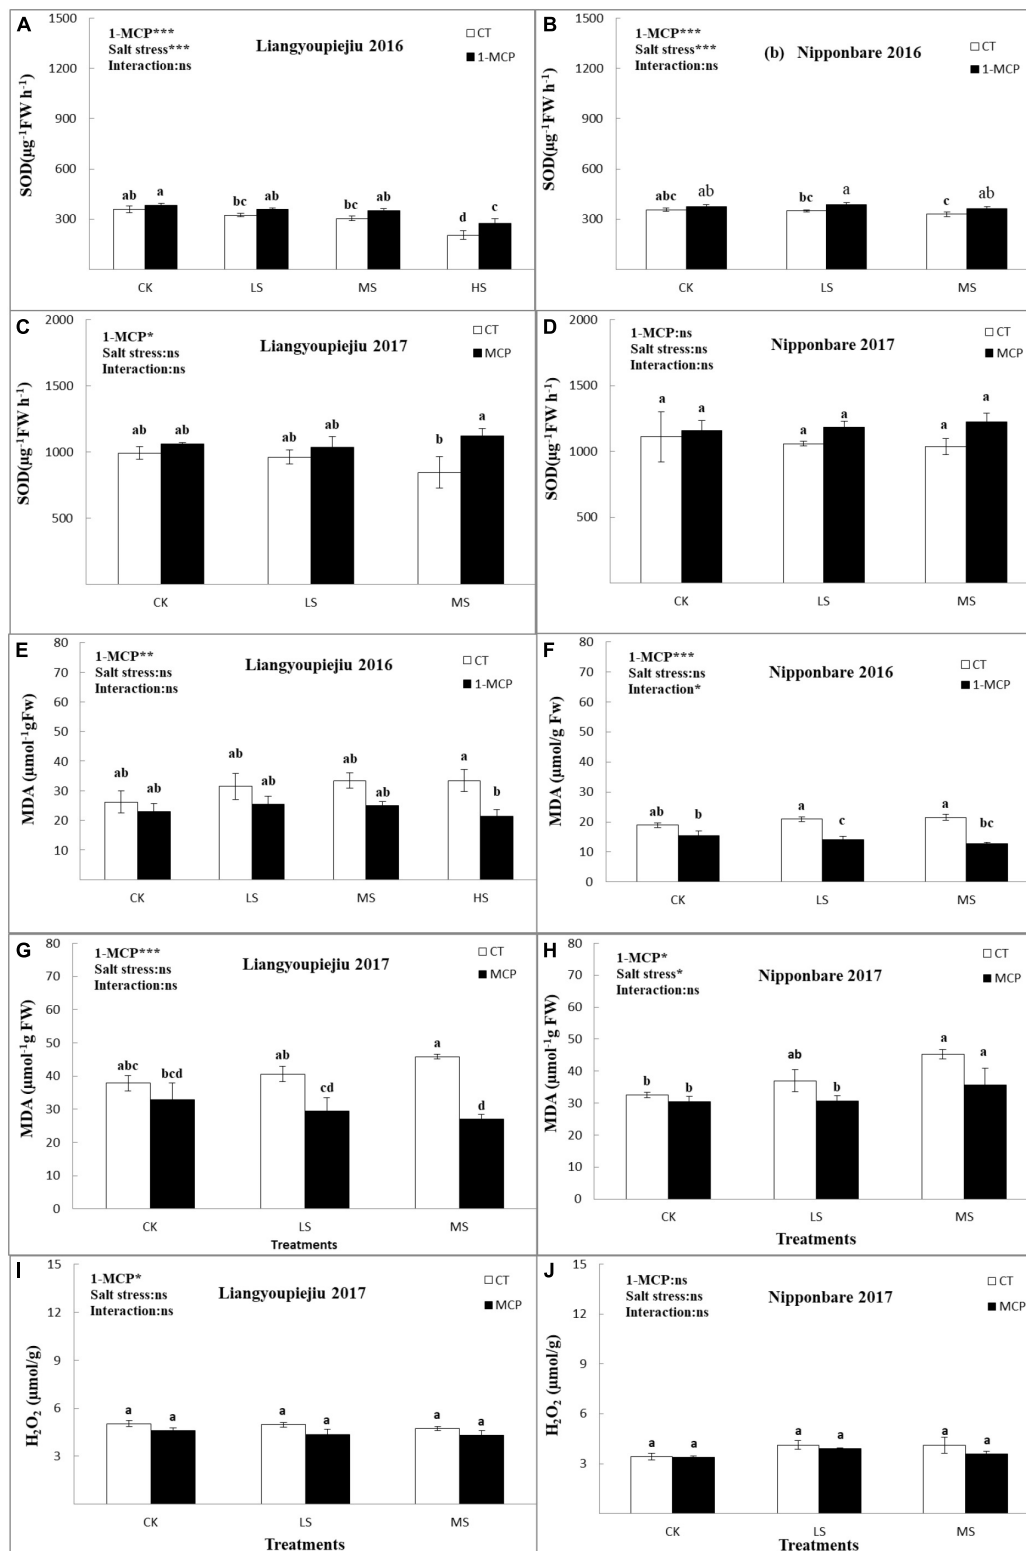 A
1-MCP***
Salt stress***
Interaction:ns
Liangyoupiejiu 2016
CT
1-MCP
SOD(µg⁻¹FW h⁻¹)
1500
1200
900
600
300
ab a bc ab bc ab d c
CK LS MS HS
B
1-MCP***
Salt stress***
Interaction:ns
(b) Nipponbare 2016
CT
1-MCP
SOD(µg⁻¹FW h⁻¹)
1500
1200
900
600
300
abc ab bc a c ab
CK LS MS
C
1-MCP*
Salt stress:ns
Interaction:ns
Liangyoupiejiu 2017
CT
MCP
SOD(µg⁻¹FW h⁻¹)
2000
1500
1000
500
ab ab ab ab b a
CK LS MS
D
1-MCP:ns
Salt stress:ns
Interaction:ns
Nipponbare 2017
CT
MCP
SOD(µg⁻¹FW h⁻¹)
2000
1500
1000
500
a a a a a a
CK LS MS
E
1-MCP**
Salt stress:ns
Interaction:ns
Liangyoupiejiu 2016
CT
1-MCP
MDA (µmol⁻¹gFw)
80
70
60
50
40
30
20
10
ab ab ab ab ab ab a b
CK LS MS HS
F
1-MCP***
Salt stress:ns
Interaction*
Nipponbare 2016
CT
1-MCP
MDA (µmol/g Fw)
80
70
60
50
40
30
20
10
0
ab b a c a bc
CK LS MS
G
1-MCP***
Salt stress:ns
Interaction:ns
Liangyoupiejiu 2017
CT
MCP
MDA (µmol⁻¹g FW)
80
70
60
50
40
30
20
10
0
abc bcd ab cd a d
CK LS MS
Treatments
H
1-MCP*
Salt stress*
Interaction:ns
Nipponbare 2017
CT
MCP
MDA (µmol⁻¹g FW)
80
70
60
50
40
30
20
10
0
b b ab b a a
CK LS MS
Treatments
I
1-MCP*
Salt stress:ns
Interaction:ns
Liangyoupiejiu 2017
CT
MCP
H₂O₂ (µmol/g)
15
12
9
6
3
a a a a a a
CK LS MS
Treatments
J
1-MCP:ns
Salt stress:ns
Interaction:ns
Nipponbare 2017
CT
MCP
H₂O₂ (µmol/g)
15
12
9
6
3
a a a a a a
CK LS MS
Treatments